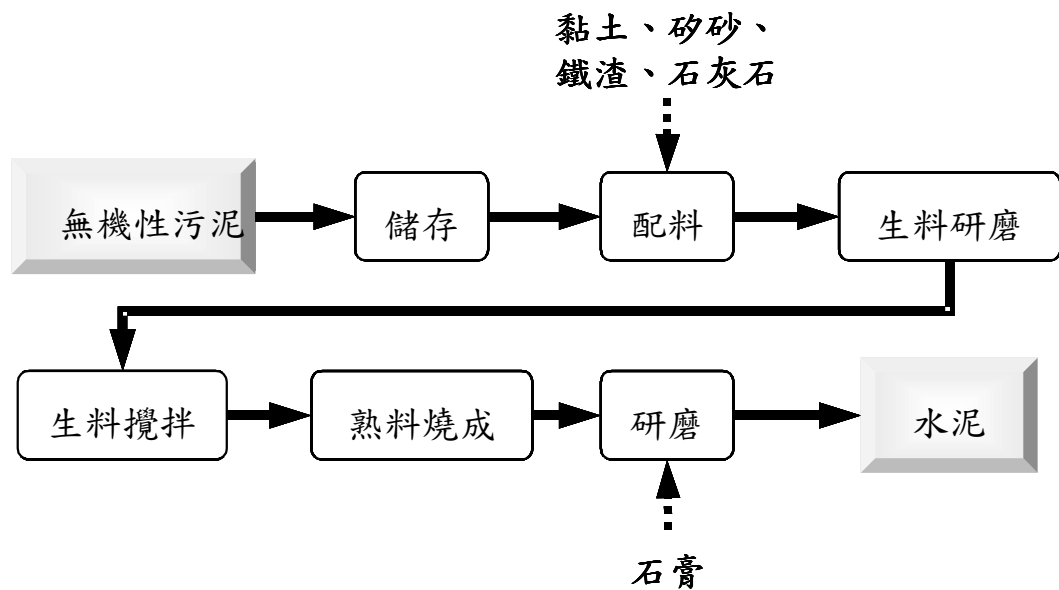 黏土、矽砂、
鐵渣、石灰石
無機性污泥
儲存
配料
生料研磨
生料攪拌
熟料燒成
研磨
水泥
石膏